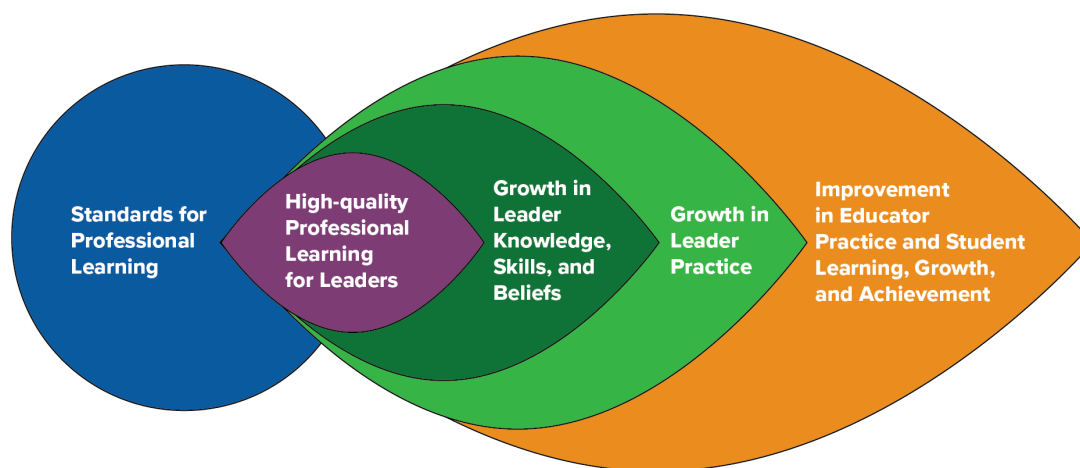 Standards for
Professional
Learning
High-quality
Professional
Learning
for Leaders
Growth in
Leader
Knowledge,
Skills, and
Beliefs
Growth in
Leader
Practice
Improvement
in Educator
Practice and Student
Learning, Growth,
and Achievement